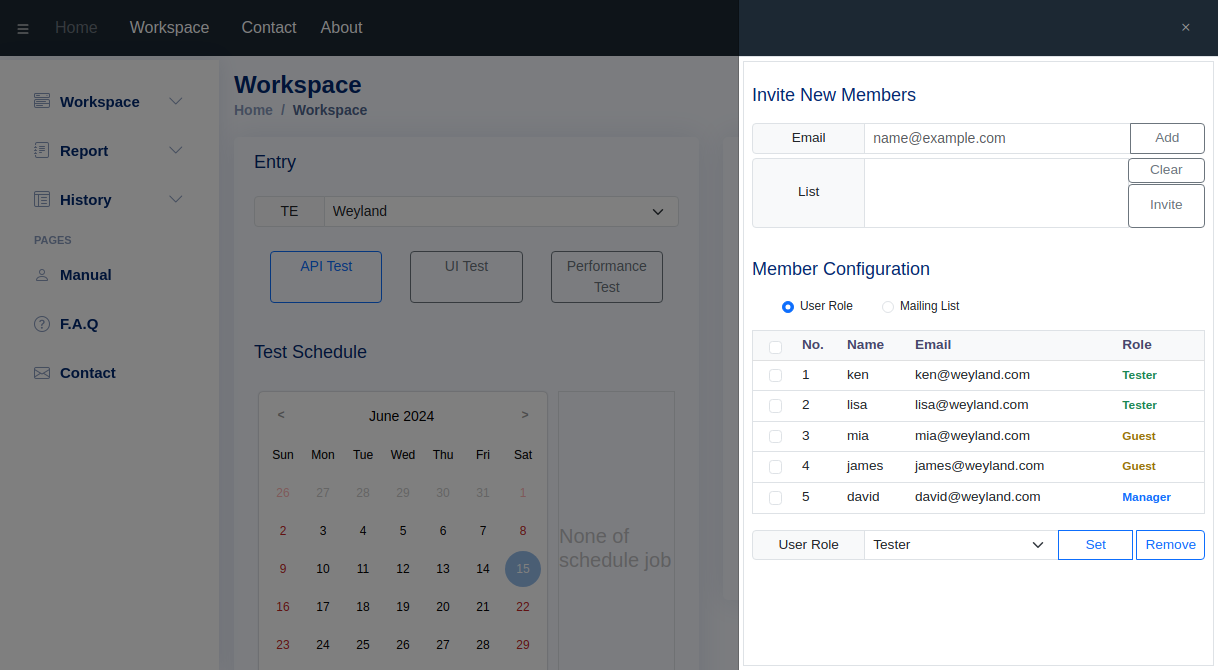 ≡ Home Workspace Contact About ×
Workspace
Report
History
PAGES
Manual
F.A.Q
Contact
Workspace
Home / Workspace
Entry
TE Weyland
API Test UI Test Performance
Test
Test Schedule
< June 2024 >
Sun Mon Tue Wed Thu Fri Sat
26 27 28 29 30 31 1
2 3 4 5 6 7 8
9 10 11 12 13 14 15
16 17 18 19 20 21 22
23 24 25 26 27 28 29
None of
schedule job
Invite New Members
Email name@example.com Add
List
Clear
Invite
Member Configuration
User Role Mailing List
No. Name Email Role
1 ken ken@weyland.com Tester
2 lisa lisa@weyland.com Tester
3 mia mia@weyland.com Guest
4 james james@weyland.com Guest
5 david david@weyland.com Manager
User Role Tester Set Remove